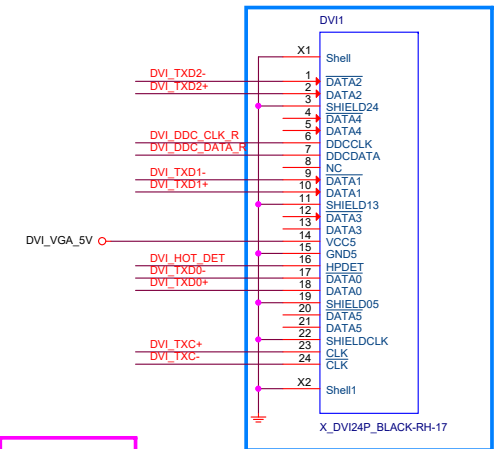 DVI1
X1 Shell
DVI_TXD2- 1 DATA2
DVI_TXD2+ 2 DATA2
3 SHIELD24
4 DATA4
5 DATA4
DVI_DDC_CLK_R 6 DDCCLK
DVI_DDC_DATA_R 7 DDCDATA
8 NC
DVI_TXD1- 9 DATA1
DVI_TXD1+ 10 DATA1
11 SHIELD13
12 DATA3
13 DATA3
DVI_VGA_5V 14 VCC5
15 GND5
DVI_HOT_DET 16 HPDET
DVI_TXD0- 17 DATA0
DVI_TXD0+ 18 DATA0
19 SHIELD05
20 DATA5
21 DATA5
22 SHIELDCLK
DVI_TXC+ 23 CLK
DVI_TXC- 24 CLK
X2 Shell1
X_DVI24P_BLACK-RH-17